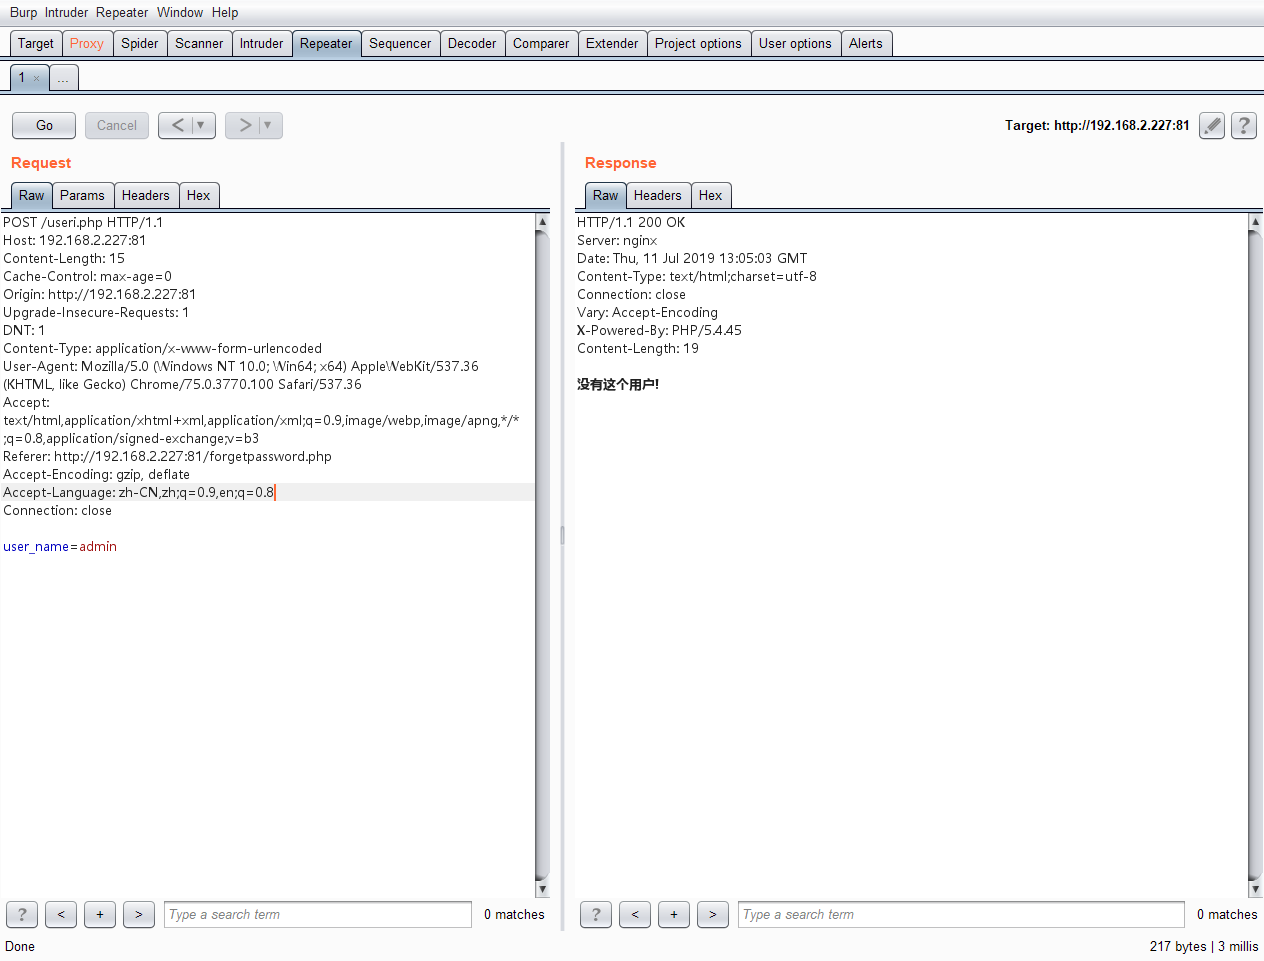 Burp Intruder Repeater Window Help
Target Proxy Spider Scanner Intruder Repeater Sequencer Decoder Comparer Extender Project options User options Alerts
1 × ...
Go Cancel < ▼ > ▼ Target: http://192.168.2.227:81 ?
Request
Raw Params Headers Hex
POST /useri.php HTTP/1.1
Host: 192.168.2.227:81
Content-Length: 15
Cache-Control: max-age=0
Origin: http://192.168.2.227:81
Upgrade-Insecure-Requests: 1
DNT: 1
Content-Type: application/x-www-form-urlencoded
User-Agent: Mozilla/5.0 (Windows NT 10.0; Win64; x64) AppleWebKit/537.36
(KHTML, like Gecko) Chrome/75.0.3770.100 Safari/537.36
Accept:
text/html,application/xhtml+xml,application/xml;q=0.9,image/webp,image/apng,*/*
;q=0.8,application/signed-exchange;v=b3
Referer: http://192.168.2.227:81/forgetpassword.php
Accept-Encoding: gzip, deflate
Accept-Language: zh-CN,zh;q=0.9,en;q=0.8
Connection: close
user_name=admin
? < + > Type a search term 0 matches
Response
Raw Headers Hex
HTTP/1.1 200 OK
Server: nginx
Date: Thu, 11 Jul 2019 13:05:03 GMT
Content-Type: text/html;charset=utf-8
Connection: close
Vary: Accept-Encoding
X-Powered-By: PHP/5.4.45
Content-Length: 19
没有这个用户!
? < + > Type a search term 0 matches
Done 217 bytes | 3 millis